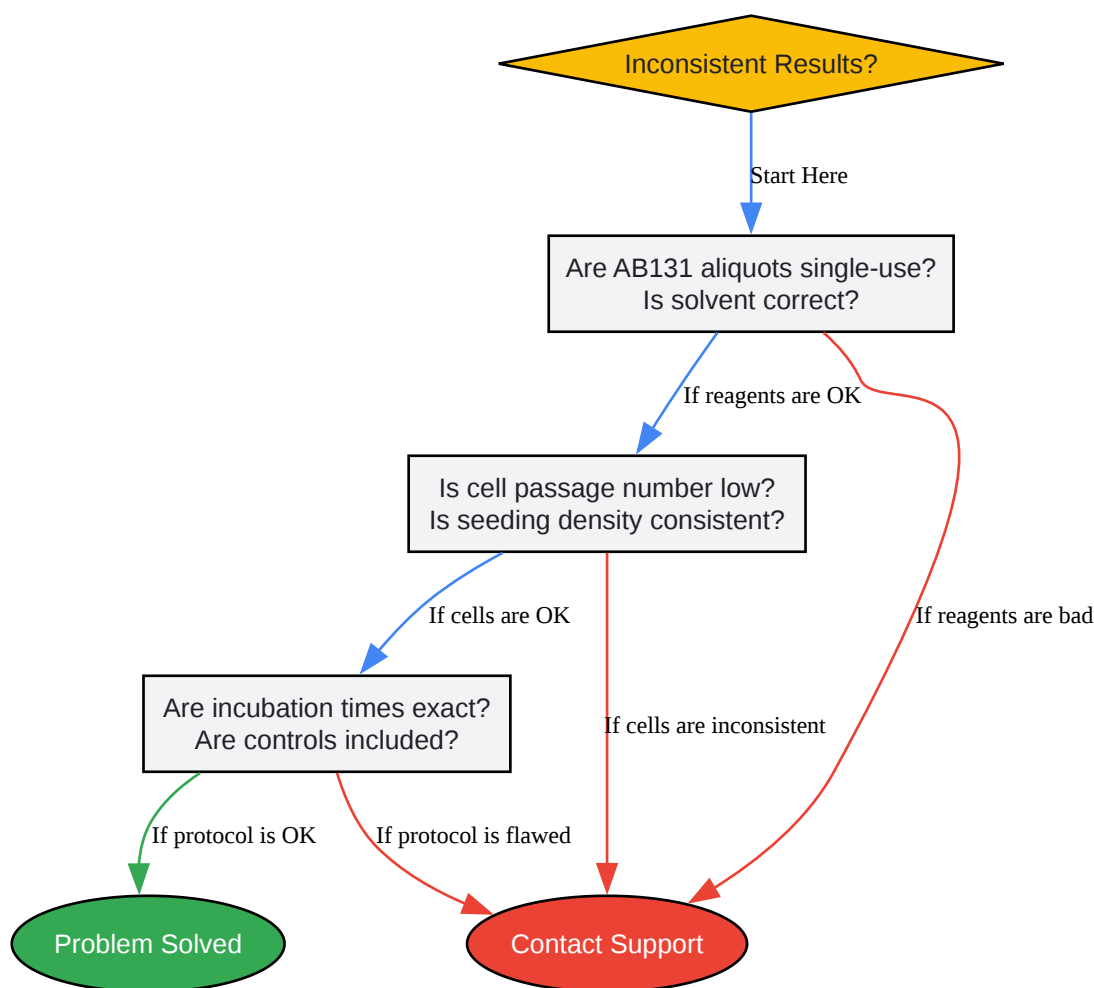 Inconsistent Results?
Start Here
Are AB131 aliquots single-use?
Is solvent correct?
If reagents are OK
Is cell passage number low?
Is seeding density consistent?
If cells are OK
If reagents are bad
Are incubation times exact?
Are controls included?
If cells are inconsistent
If protocol is OK
If protocol is flawed
Problem Solved
Contact Support